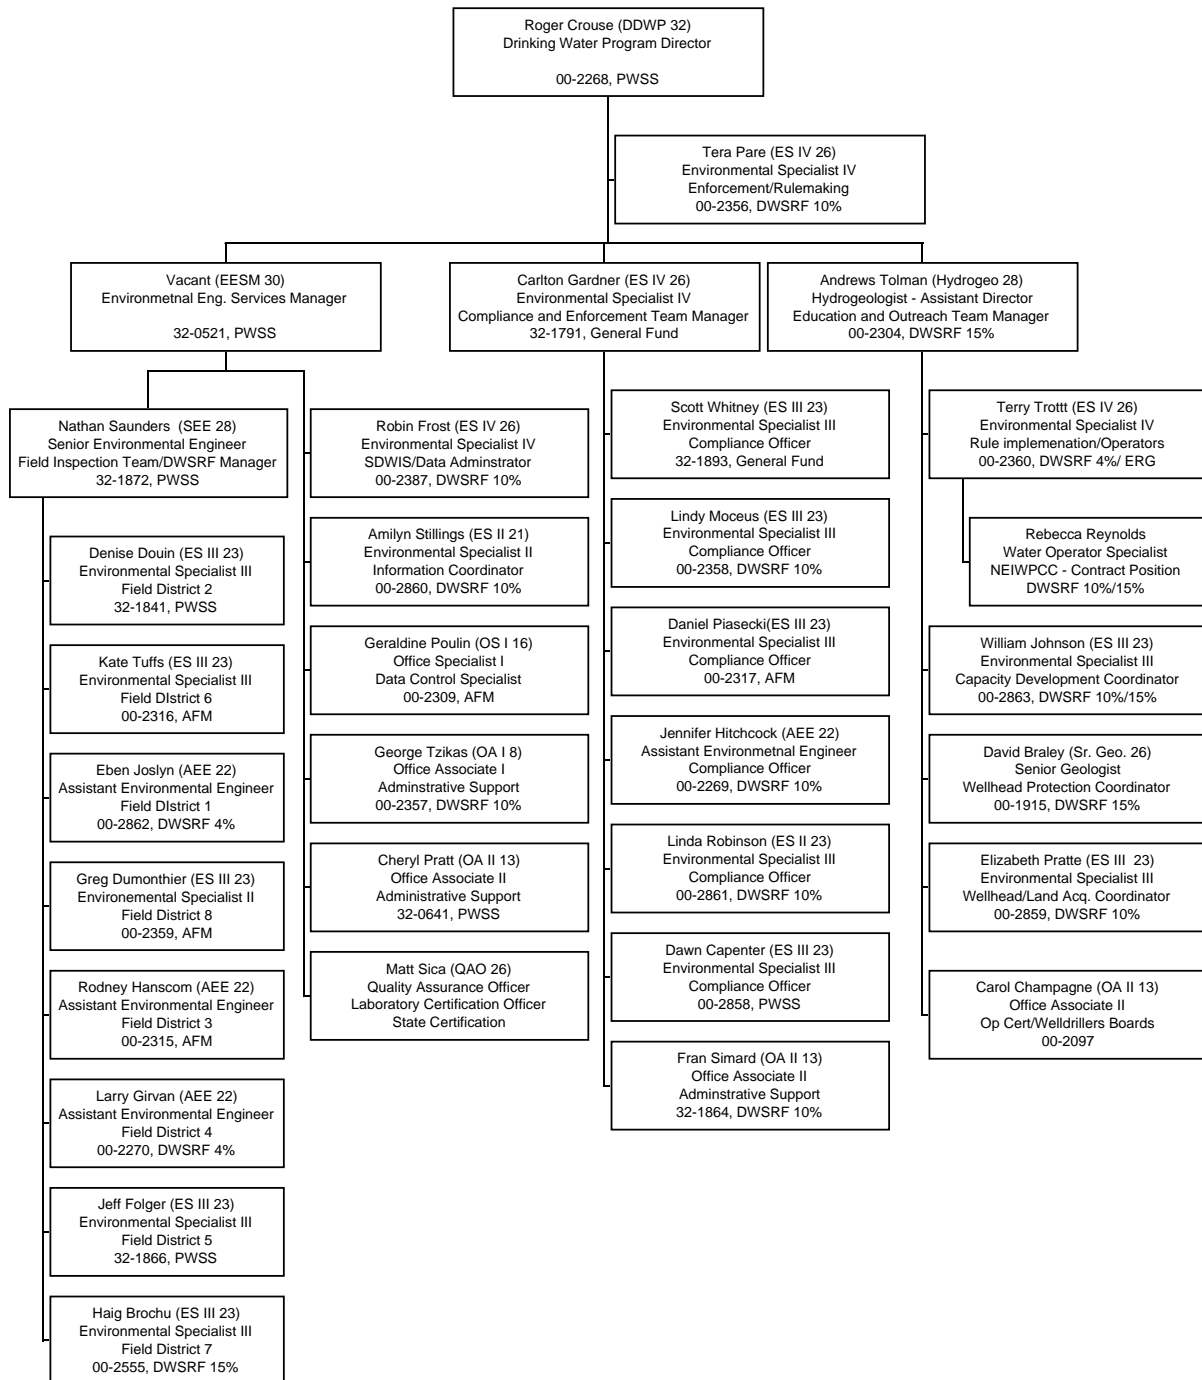 Roger Crouse (DDWP 32)
Drinking Water Program Director
00-2268, PWSS
Tera Pare (ES IV 26)
Environmental Specialist IV
Enforcement/Rulemaking
00-2356, DWSRF 10%
Vacant (EESM 30)
Environmetnal Eng. Services Manager
32-0521, PWSS
Carlton Gardner (ES IV 26)
Environmental Specialist IV
Compliance and Enforcement Team Manager
32-1791, General Fund
Andrews Tolman (Hydrogeo 28)
Hydrogeologist - Assistant Director
Education and Outreach Team Manager
00-2304, DWSRF 15%
Nathan Saunders (SEE 28)
Senior Environmental Engineer
Field Inspection Team/DWSRF Manager
32-1872, PWSS
Denise Douin (ES III 23)
Environmental Specialist III
Field District 2
32-1841, PWSS
Kate Tuffs (ES III 23)
Environmental Specialist III
Field DIstrict 6
00-2316, AFM
Eben Joslyn (AEE 22)
Assistant Environmental Engineer
Field DIstrict 1
00-2862, DWSRF 4%
Greg Dumonthier (ES III 23)
Environemental Specialist II
Field District 8
00-2359, AFM
Rodney Hanscom (AEE 22)
Assistant Environmental Engineer
Field District 3
00-2315, AFM
Larry Girvan (AEE 22)
Assistant Environmental Engineer
Field District 4
00-2270, DWSRF 4%
Jeff Folger (ES III 23)
Environmental Specialist III
Field District 5
32-1866, PWSS
Haig Brochu (ES III 23)
Environmental Specialist III
Field District 7
00-2555, DWSRF 15%
Robin Frost (ES IV 26)
Environmental Specialist IV
SDWIS/Data Adminstrator
00-2387, DWSRF 10%
Amilyn Stillings (ES II 21)
Environmental Specialist II
Information Coordinator
00-2860, DWSRF 10%
Geraldine Poulin (OS I 16)
Office Specialist I
Data Control Specialist
00-2309, AFM
George Tzikas (OA I 8)
Office Associate I
Adminstrative Support
00-2357, DWSRF 10%
Cheryl Pratt (OA II 13)
Office Associate II
Administrative Support
32-0641, PWSS
Matt Sica (QAO 26)
Quality Assurance Officer
Laboratory Certification Officer
State Certification
Scott Whitney (ES III 23)
Environmental Specialist III
Compliance Officer
32-1893, General Fund
Lindy Moceus (ES III 23)
Environmental Specialist III
Compliance Officer
00-2358, DWSRF 10%
Daniel Piasecki(ES III 23)
Environmental Specialist III
Compliance Officer
00-2317, AFM
Jennifer Hitchcock (AEE 22)
Assistant Environmetnal Engineer
Compliance Officer
00-2269, DWSRF 10%
Linda Robinson (ES II 23)
Environmental Specialist III
Compliance Officer
00-2861, DWSRF 10%
Dawn Capenter (ES III 23)
Environmental Specialist III
Compliance Officer
00-2858, PWSS
Fran Simard (OA II 13)
Office Associate II
Adminstrative Support
32-1864, DWSRF 10%
Terry Trottt (ES IV 26)
Environmental Specialist IV
Rule implemenation/Operators
00-2360, DWSRF 4%/ ERG
Rebecca Reynolds
Water Operator Specialist
NEIWPCC - Contract Position
DWSRF 10%/15%
William Johnson (ES III 23)
Environmental Specialist III
Capacity Development Coordinator
00-2863, DWSRF 10%/15%
David Braley (Sr. Geo. 26)
Senior Geologist
Wellhead Protection Coordinator
00-1915, DWSRF 15%
Elizabeth Pratte (ES III 23)
Environmental Specialist III
Wellhead/Land Acq. Coordinator
00-2859, DWSRF 10%
Carol Champagne (OA II 13)
Office Associate II
Op Cert/Welldrillers Boards
00-2097